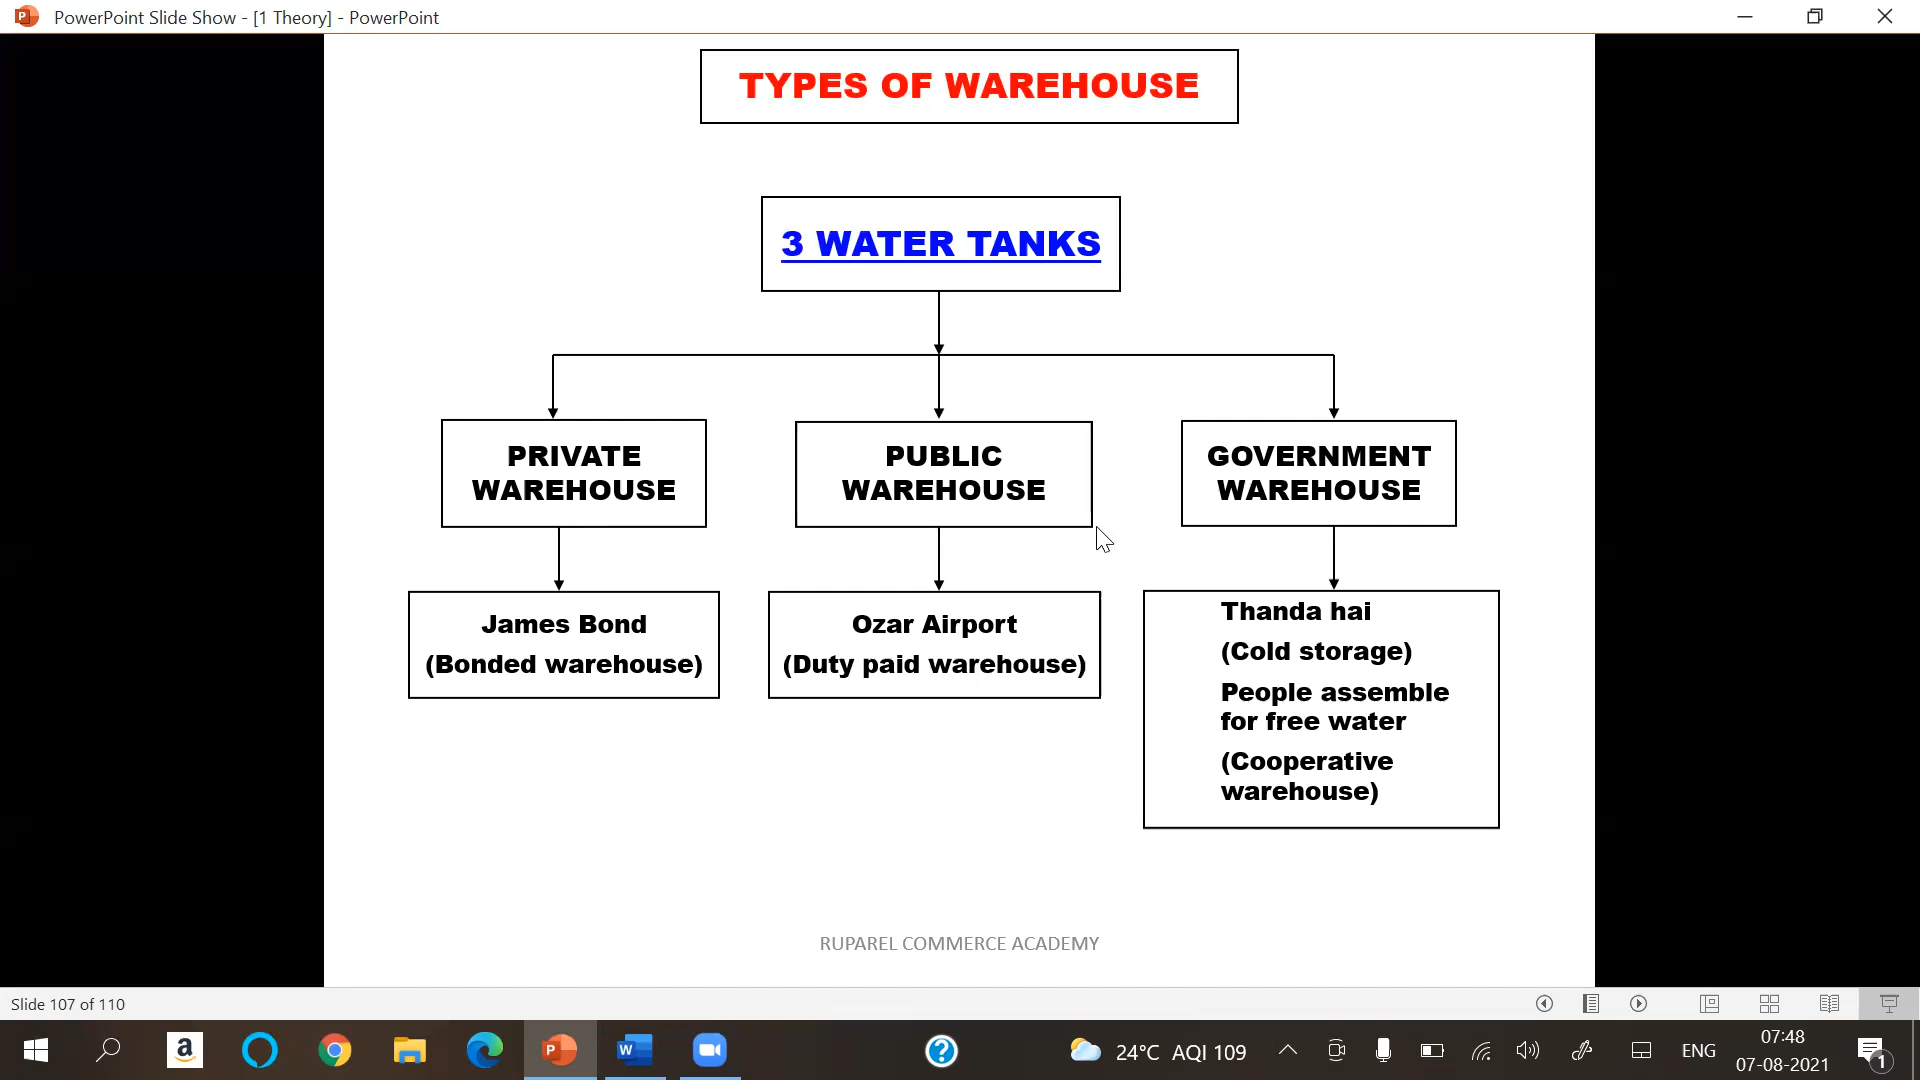 PowerPoint Slide Show - [1 Theory] - PowerPoint
TYPES OF WAREHOUSE
3 WATER TANKS
PRIVATE
WAREHOUSE
PUBLIC
WAREHOUSE
GOVERNMENT
WAREHOUSE
James Bond
(Bonded warehouse)
Ozar Airport
(Duty paid warehouse)
Thanda hai
(Cold storage)
People assemble
for free water
(Cooperative
warehouse)
RUPAREL COMMERCE ACADEMY
Slide 107 of 110
24°C AQI 109
ENG
07:48
07-08-2021
1